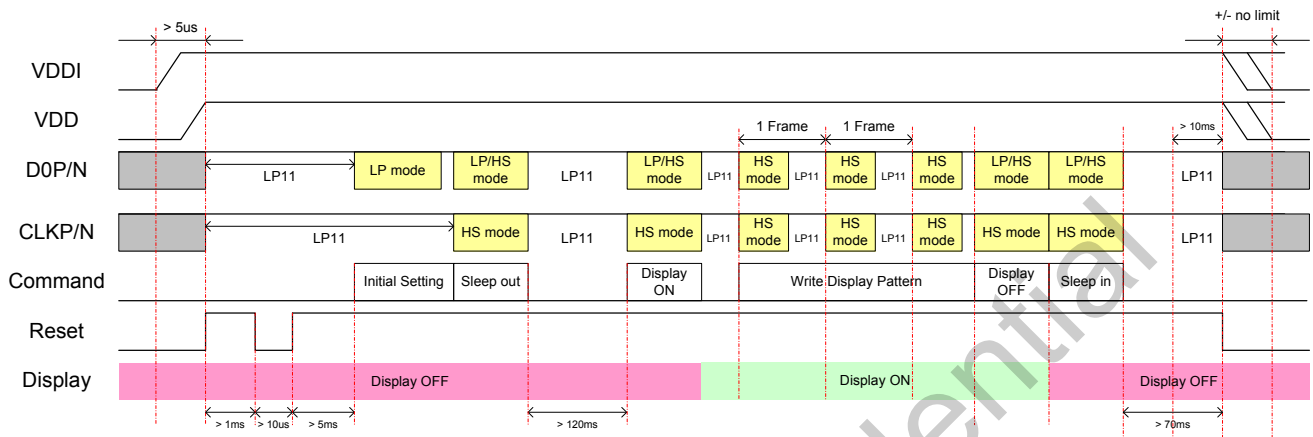 > 5us
+/- no limit
VDDI
VDD
1 Frame
1 Frame
> 10ms
D0P/N
LP11
LP mode
LP/HS mode
LP11
LP/HS mode
LP11
HS mode
LP11
HS mode
LP11
HS mode
LP/HS mode
LP/HS mode
LP11
CLKP/N
LP11
HS mode
LP11
HS mode
LP11
HS mode
LP11
HS mode
LP11
HS mode
HS mode
HS mode
LP11
Command
Initial Setting
Sleep out
Display ON
Write Display Pattern
Display OFF
Sleep in
Reset
Display
Display OFF
Display ON
Display OFF
> 1ms
> 10us
> 5ms
> 120ms
> 70ms
dential